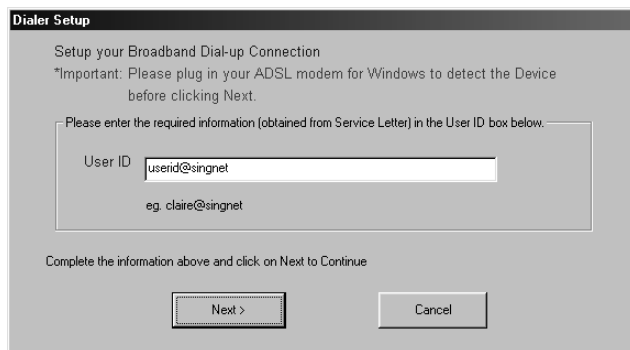 Dialer Setup
Setup your Broadband Dial-up Connection
*Important: Please plug in your ADSL modem for Windows to detect the Device
before clicking Next.
Please enter the required information (obtained from Service Letter) in the User ID box below.
User ID userid@singnet
eg. claire@singnet
Complete the information above and click on Next to Continue
Next > Cancel